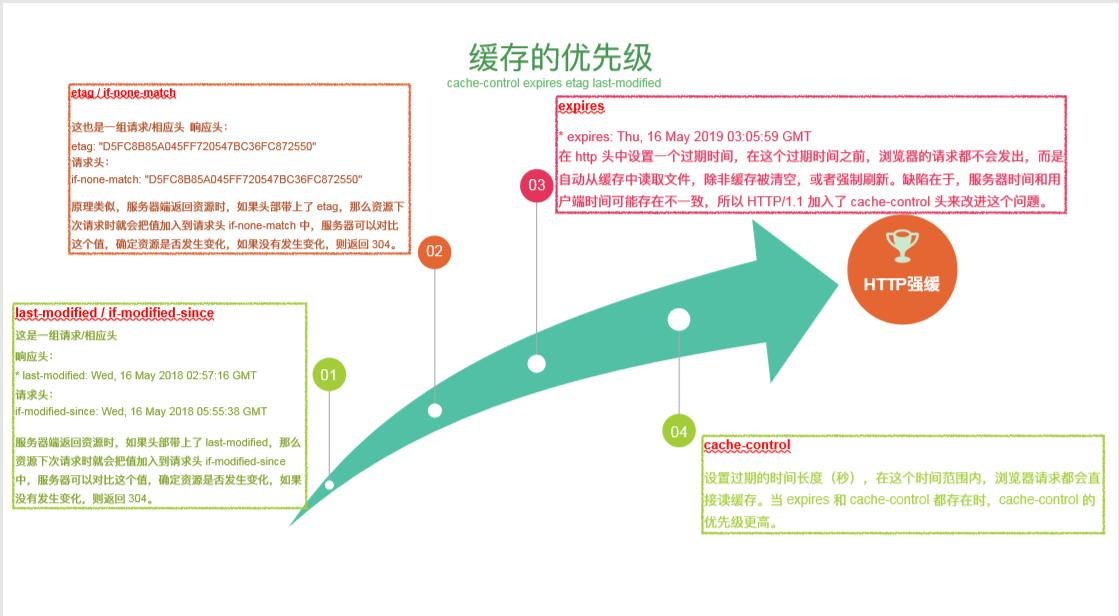 缓存的优先级
cache-control expires etag last-modified
etag / if-none-match
这也是一组请求/相应头 响应头：
etag: "D5FC8B85A045FF720547BC36FC872550"
请求头：
if-none-match: "D5FC8B85A045FF720547BC36FC872550"
原理类似，服务器端返回资源时，如果头部带上了 etag，那么资源下
次请求时就会把值加入到请求头 if-none-match 中，服务器可以对比
这个值，确定资源是否发生变化，如果没有发生变化，则返回 304。
02
expires
* expires: Thu, 16 May 2019 03:05:59 GMT
在 http 头中设置一个过期时间，在这个过期时间之前，浏览器的请求都不会发出，而是
自动从缓存中读取文件，除非缓存被清空，或者强制刷新。缺陷在于，服务器时间和用
户端时间可能存在不一致，所以 HTTP/1.1 加入了 cache-control 头来改进这个问题。
03
HTTP强缓
last-modified / if-modified-since
这是一组请求/相应头
响应头：
* last-modified: Wed, 16 May 2018 02:57:16 GMT
请求头：
if-modified-since: Wed, 16 May 2018 05:55:38 GMT
服务器端返回资源时，如果头部带上了 last-modified，那么
资源下次请求时就会把值加入到请求头 if-modified-since
中，服务器可以对比这个值，确定资源是否发生变化，如果
没有发生变化，则返回 304。
01
04
cache-control
设置过期的时间长度（秒），在这个时间范围内，浏览器请求都会直
接读缓存。当 expires 和 cache-control 都存在时，cache-control 的
优先级更高。